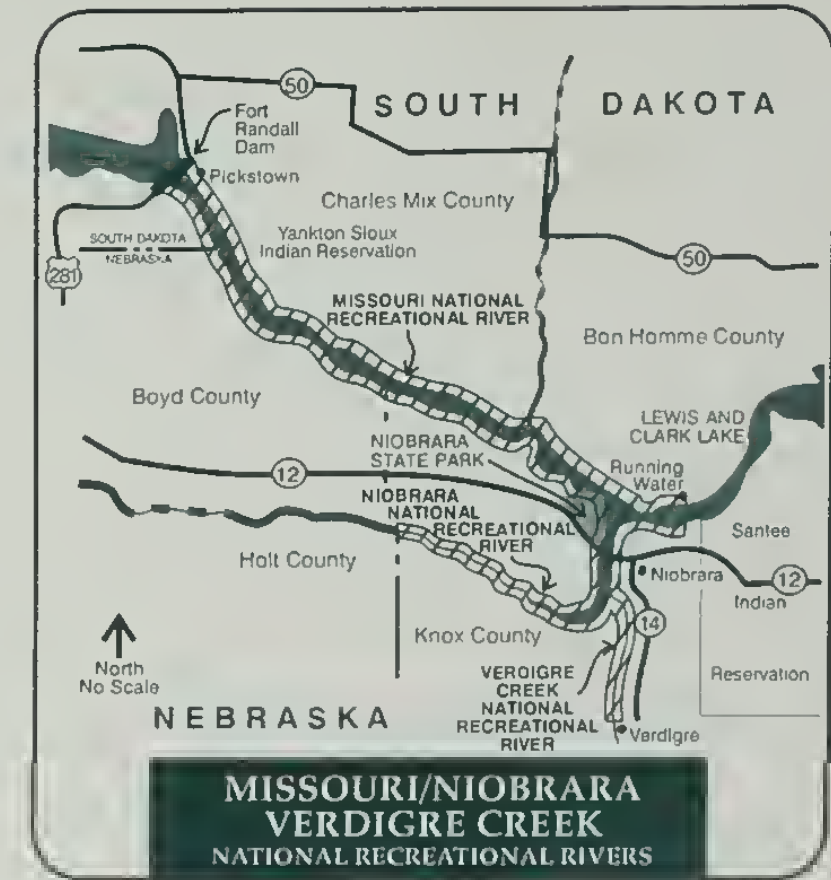 50
SOUTH DAKOTA
Fort
Randall
Dam
Pickstown
Charles Mix County
SOUTH DAKOTA
NEBRASKA
Yankton Sioux
Indian Reservation
281
50
MISSOURI NATIONAL
RECREATIONAL RIVER
Bon Homme County
Boyd County
LEWIS AND
CLARK LAKE
NIOBRARA
STATE PARK
Running
Water
12
NIOBRARA
NATIONAL
RECREATIONAL
RIVER
Santee
Holt County
Niobrara
12
Indian
14
Knox County
North
No Scale
Reservation
VERDIGRE
CREEK
NATIONAL
RECREATIONAL
RIVER
NEBRASKA
Verdigre
MISSOURI/NIOBRARA
VERDIGRE CREEK
NATIONAL RECREATIONAL RIVERS